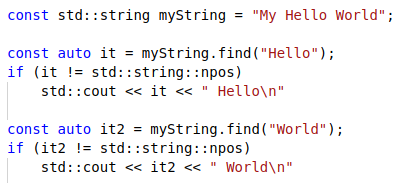 const std::string myString = "My Hello World";
const auto it = myString.find("Hello");
if (it != std::string::npos)
std::cout << it << " Hello\n"
const auto it2 = myString.find("World");
if (it2 != std::string::npos)
std::cout << it2 << " World\n"